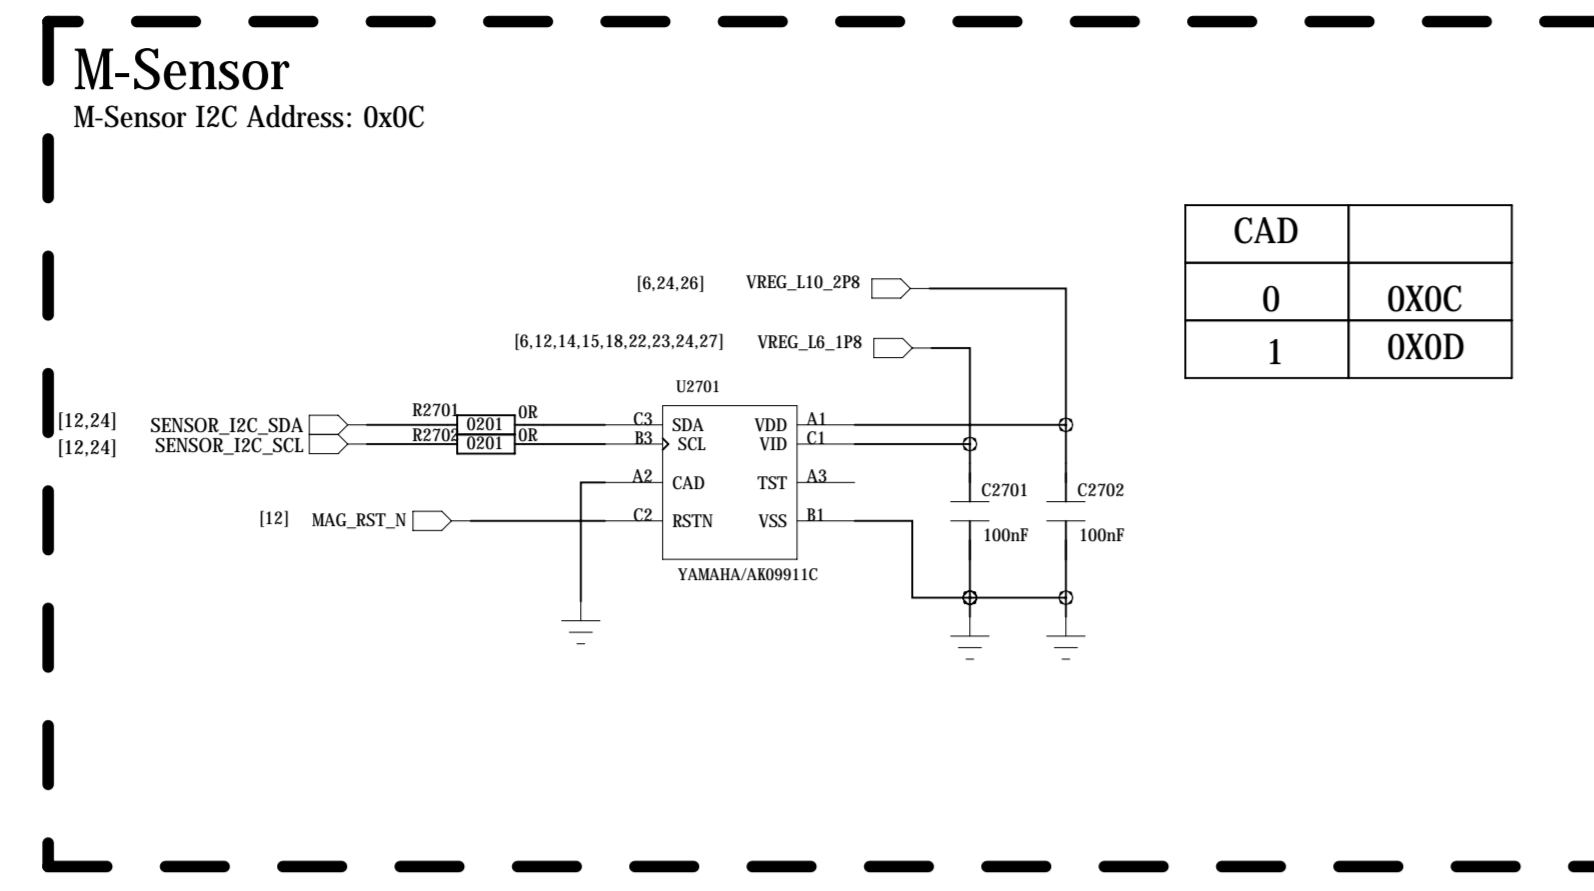 M-Sensor
M-Sensor I2C Address: 0x0C
CAD
0 0X0C
1 0X0D
[6,24,26] VREG_L10_2P8
[6,12,14,15,18,22,23,24,27] VREG_L6_1P8
U2701
[12,24] SENSOR_I2C_SDA R2701 0201 0R C3 SDA VDD A1
[12,24] SENSOR_I2C_SCL R2702 0201 0R B3 SCL VID C1
A2 CAD TST A3
[12] MAG_RST_N C2 RSTN VSS B1
C2701 C2702
100nF 100nF
YAMAHA/AK09911C